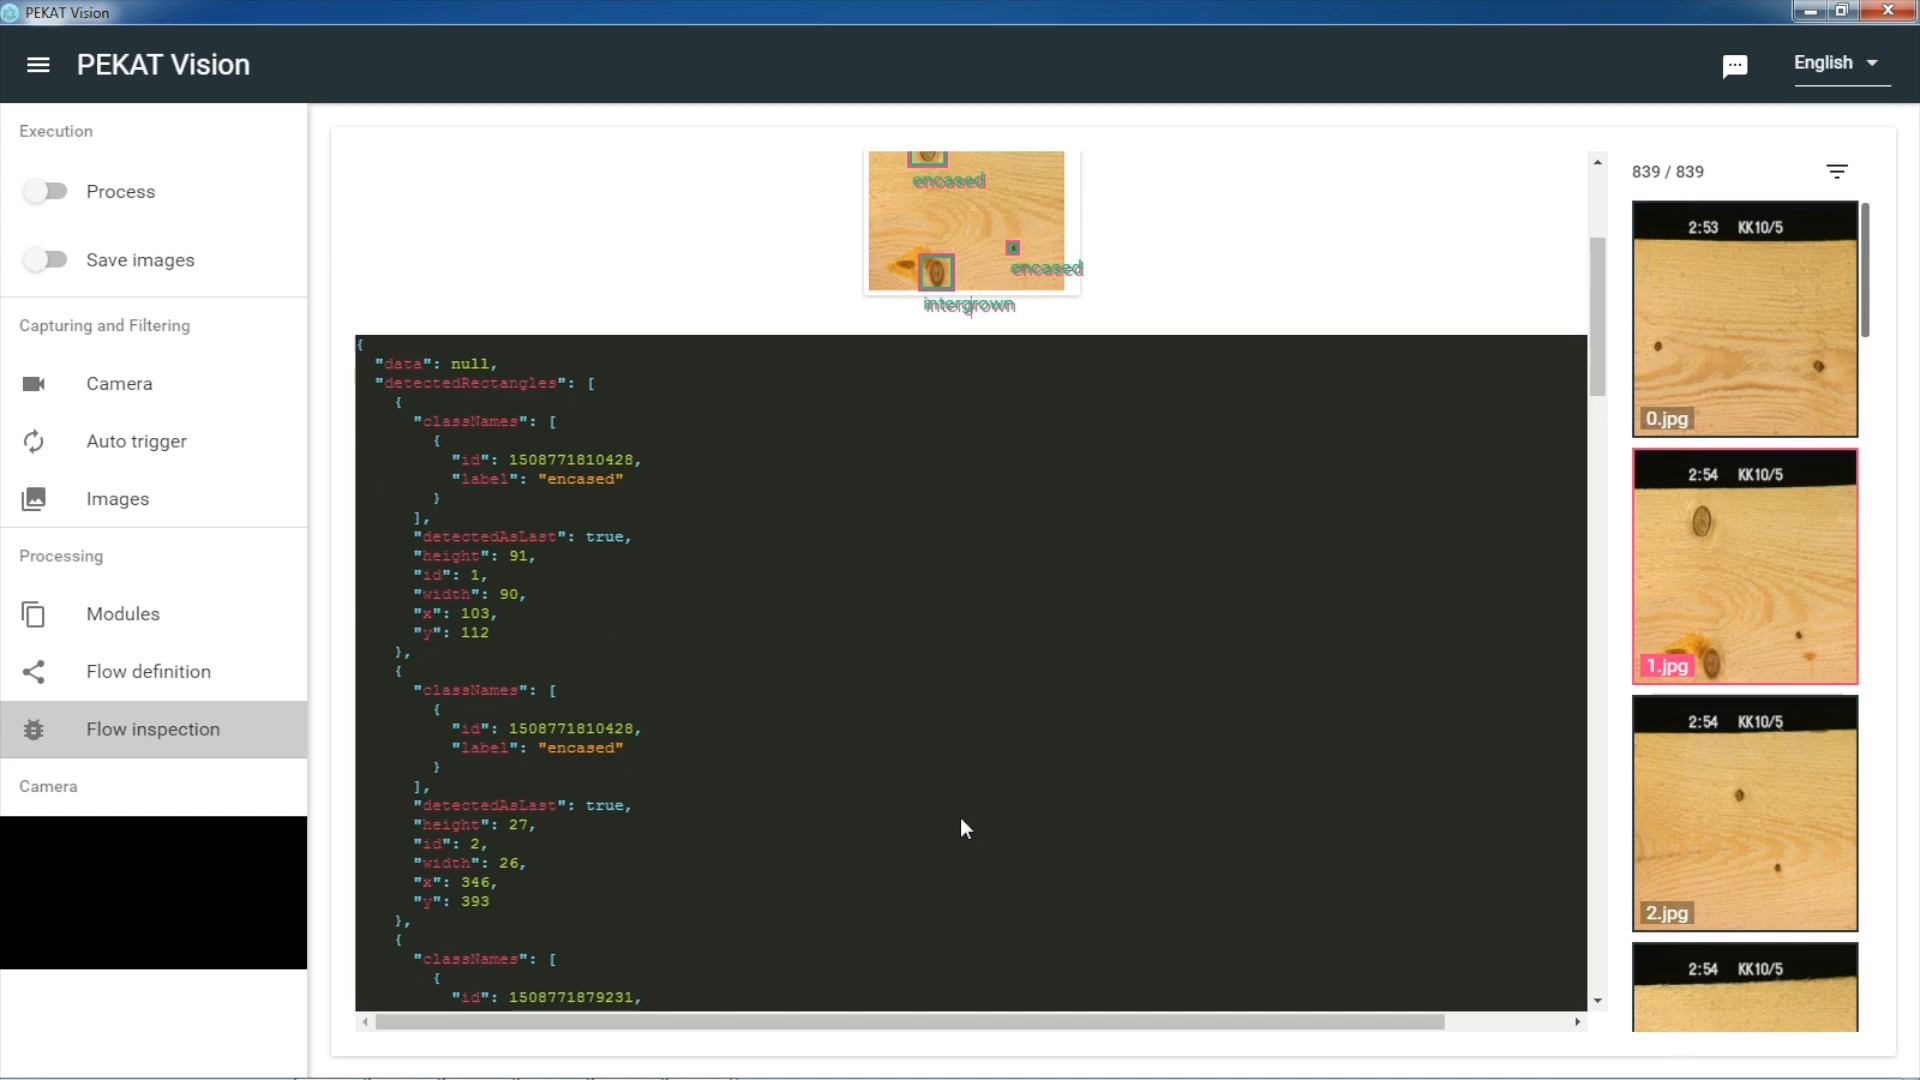 PEKAT Vision
PEKAT Vision
English
Execution
Process
Save images
Capturing and Filtering
Camera
Auto trigger
Images
Processing
Modules
Flow definition
Flow inspection
Camera
encased
encased
intergrown
{
"data": null,
"detectedRectangles": [
{
"classNames": [
{
"id": 1508771810428,
"label": "encased"
}
],
"detectedAsLast": true,
"height": 91,
"id": 1,
"width": 90,
"x": 103,
"y": 112
},
{
"classNames": [
{
"id": 1508771810428,
"label": "encased"
}
],
"detectedAsLast": true,
"height": 27,
"id": 2,
"width": 26,
"x": 346,
"y": 393
},
{
"classNames": [
{
"id": 1508771879231,
839 / 839
2:53 KK10/5
0.jpg
2:54 KK10/5
1.jpg
2:54 KK10/5
2.jpg
2:54 KK10/5